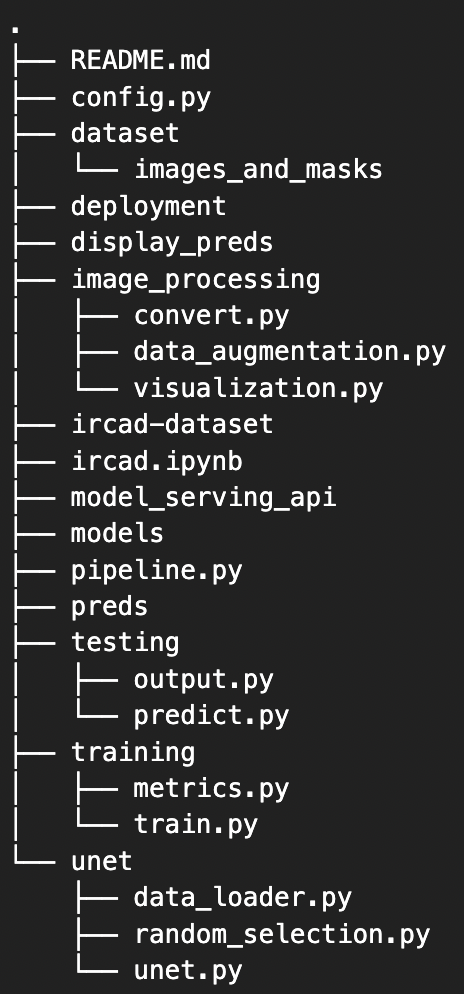 .
├── README.md
├── config.py
├── dataset
│   └── images_and_masks
├── deployment
├── display_preds
├── image_processing
│   ├── convert.py
│   ├── data_augmentation.py
│   └── visualization.py
├── ircad-dataset
├── ircad.ipynb
├── model_serving_api
├── models
├── pipeline.py
├── preds
├── testing
│   ├── output.py
│   └── predict.py
├── training
│   ├── metrics.py
│   └── train.py
└── unet
    ├── data_loader.py
    ├── random_selection.py
    └── unet.py